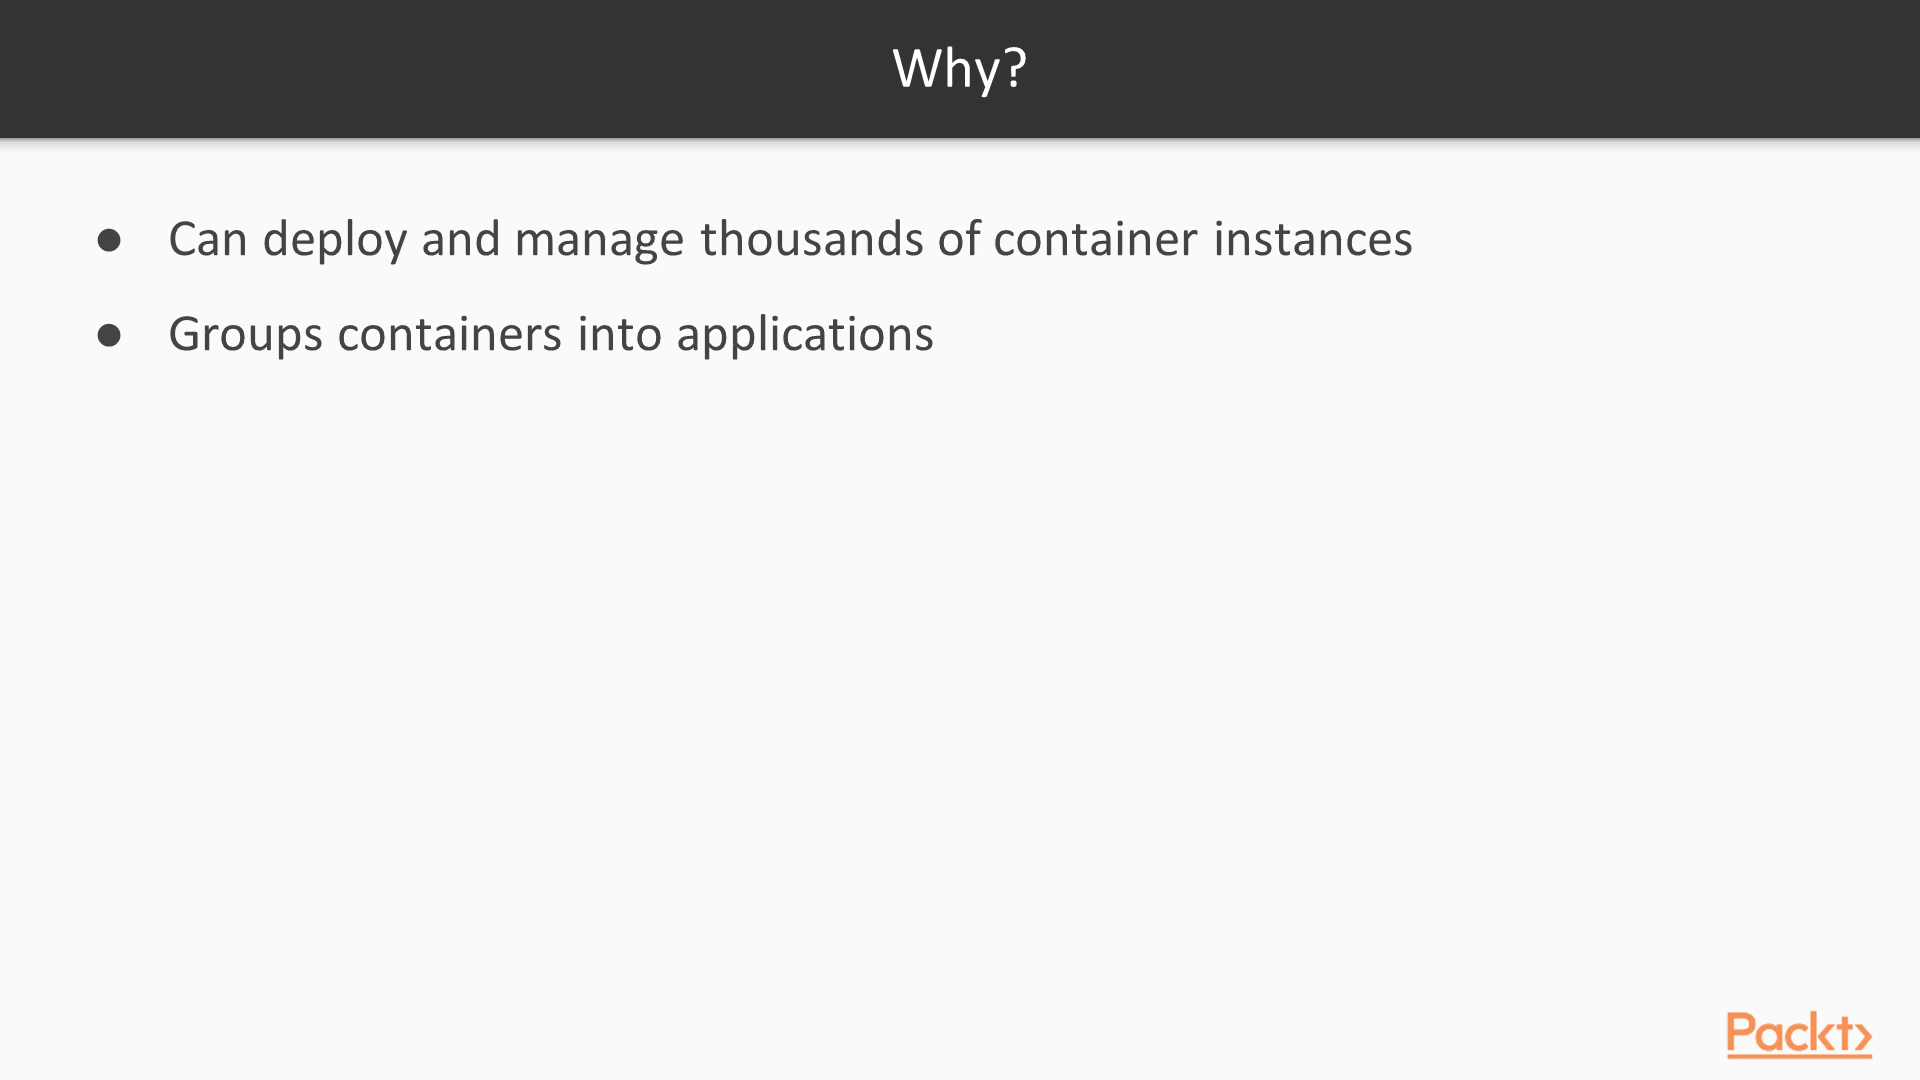 Why?
● Can deploy and manage thousands of container instances
● Groups containers into applications
Packt>